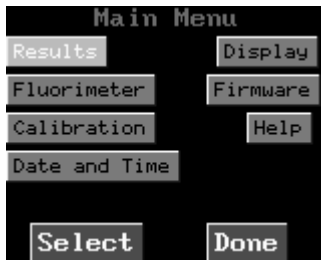 Main Menu
Results Display
Fluorimeter Firmware
Calibration Help
Date and Time
Select Done